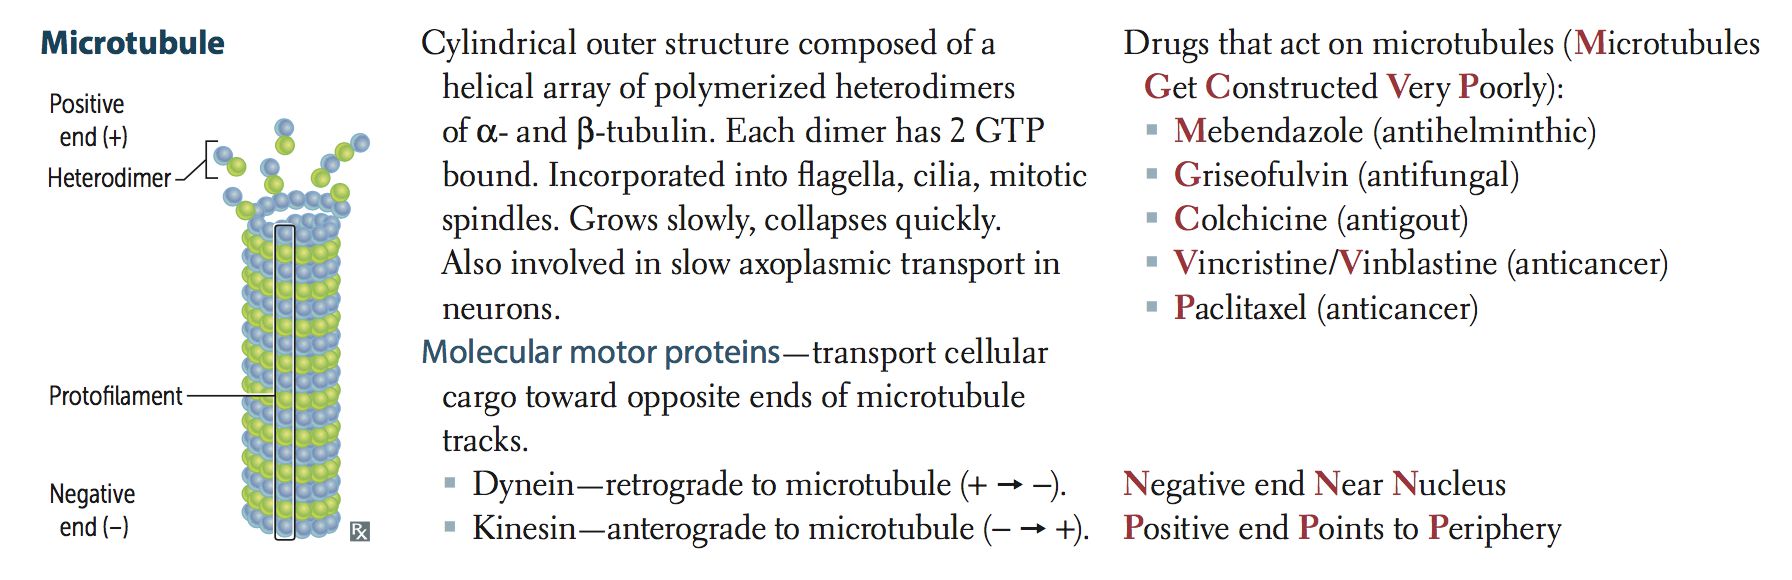 Microtubule
Positive
end (+)
Heterodimer
Protofilament
Negative
end (–)
Rx
Cylindrical outer structure composed of a
helical array of polymerized heterodimers
of α- and β-tubulin. Each dimer has 2 GTP
bound. Incorporated into flagella, cilia, mitotic
spindles. Grows slowly, collapses quickly.
Also involved in slow axoplasmic transport in
neurons.
Molecular motor proteins—transport cellular
cargo toward opposite ends of microtubule
tracks.
▪ Dynein—retrograde to microtubule (+ → –).
▪ Kinesin—anterograde to microtubule (– → +).
Drugs that act on microtubules (Microtubules
Get Constructed Very Poorly):
▪ Mebendazole (antihelminthic)
▪ Griseofulvin (antifungal)
▪ Colchicine (antigout)
▪ Vincristine/Vinblastine (anticancer)
▪ Paclitaxel (anticancer)
Negative end Near Nucleus
Positive end Points to Periphery